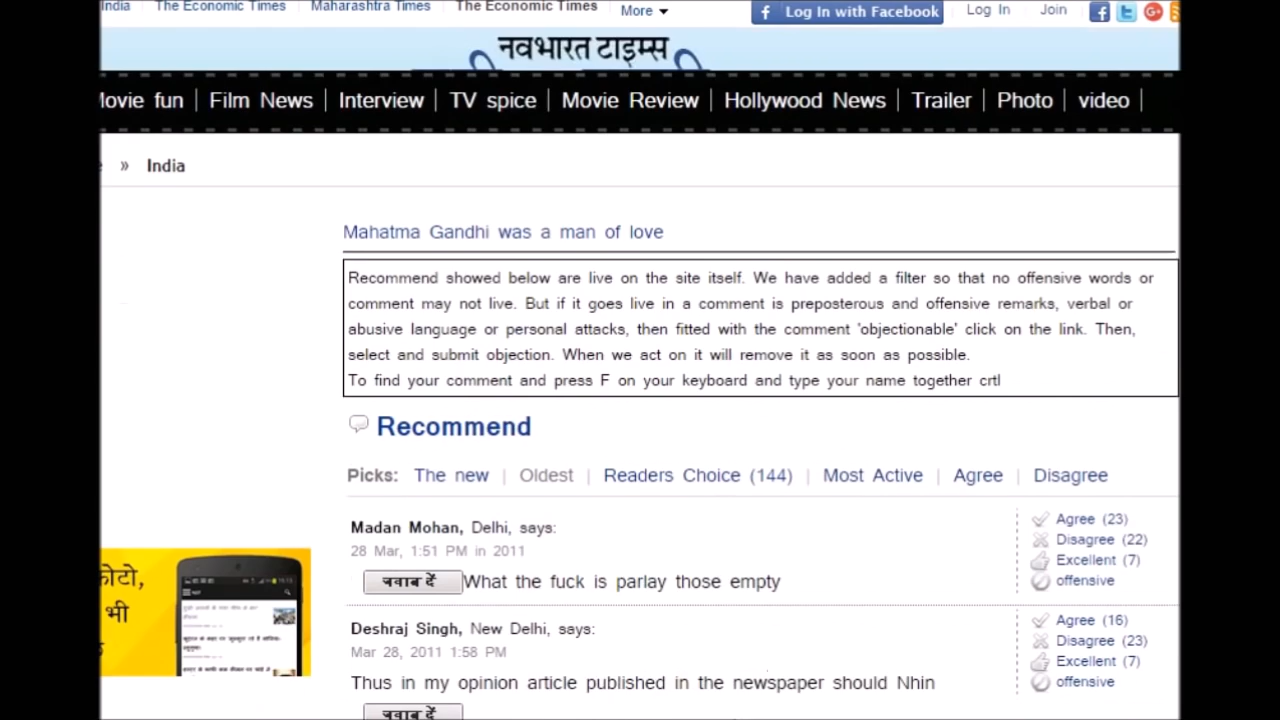 India The Economic Times Maharashtra Times The Economic Times More Log In with Facebook Log In Join
नवभारत टाइम्स
Movie fun Film News Interview TV spice Movie Review Hollywood News Trailer Photo video
» India
Mahatma Gandhi was a man of love
Recommend showed below are live on the site itself. We have added a filter so that no offensive words or
comment may not live. But if it goes live in a comment is preposterous and offensive remarks, verbal or
abusive language or personal attacks, then fitted with the comment 'objectionable' click on the link. Then,
select and submit objection. When we act on it will remove it as soon as possible.
To find your comment and press F on your keyboard and type your name together crtl
Recommend
Picks: The new | Oldest | Readers Choice (144) | Most Active | Agree | Disagree
Madan Mohan, Delhi, says:
28 Mar, 1:51 PM in 2011
जवाब दें What the fuck is parlay those empty
Agree (23)
Disagree (22)
Excellent (7)
offensive
Deshraj Singh, New Delhi, says:
Mar 28, 2011 1:58 PM
Thus in my opinion article published in the newspaper should Nhin
जवाब दें
Agree (16)
Disagree (23)
Excellent (7)
offensive
भी